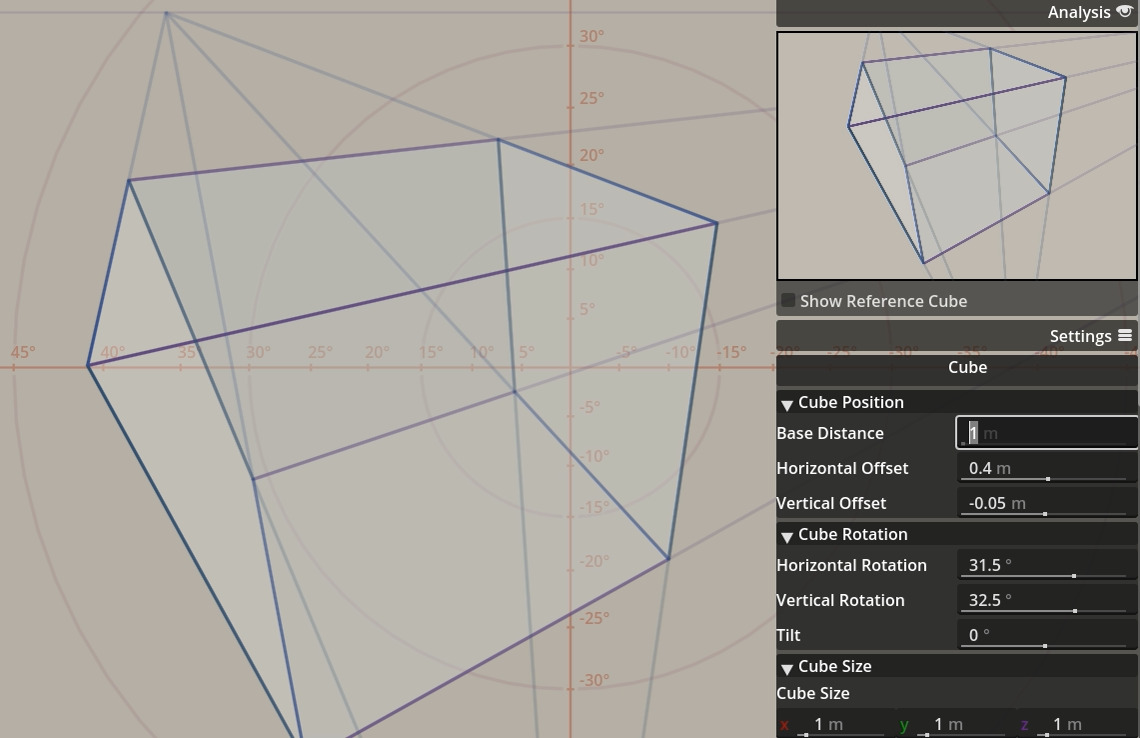 Analysis
30°
25°
20°
15°
10°
5°
45° 40° 35 30° 25° 20° 15° 10° 5° -5° -10° -15° -20° -25° -30° -35° -40°
-5°
-10°
-15°
-20°
-25°
-30°
Show Reference Cube
Settings
Cube
Cube Position
Base Distance 1 m
Horizontal Offset 0.4 m
Vertical Offset -0.05 m
Cube Rotation
Horizontal Rotation 31.5 °
Vertical Rotation 32.5 °
Tilt 0 °
Cube Size
Cube Size
x 1 m y 1 m z 1 m